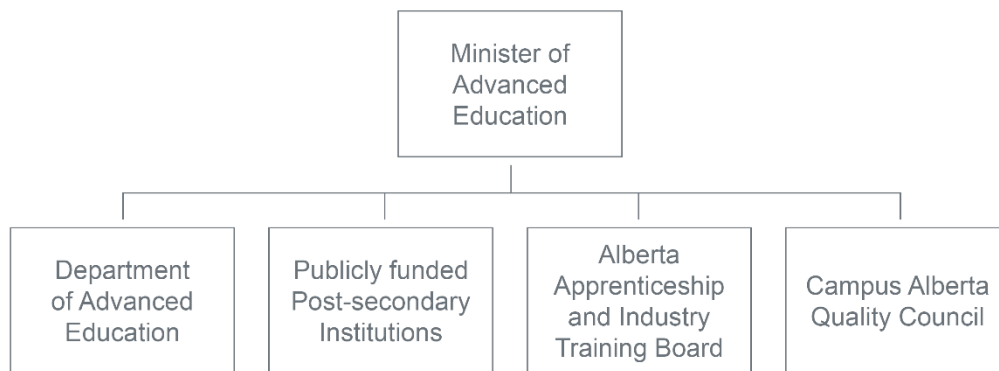 Minister of
Advanced
Education
Department
of Advanced
Education
Publicly funded
Post-secondary
Institutions
Alberta
Apprenticeship
and Industry
Training Board
Campus Alberta
Quality Council